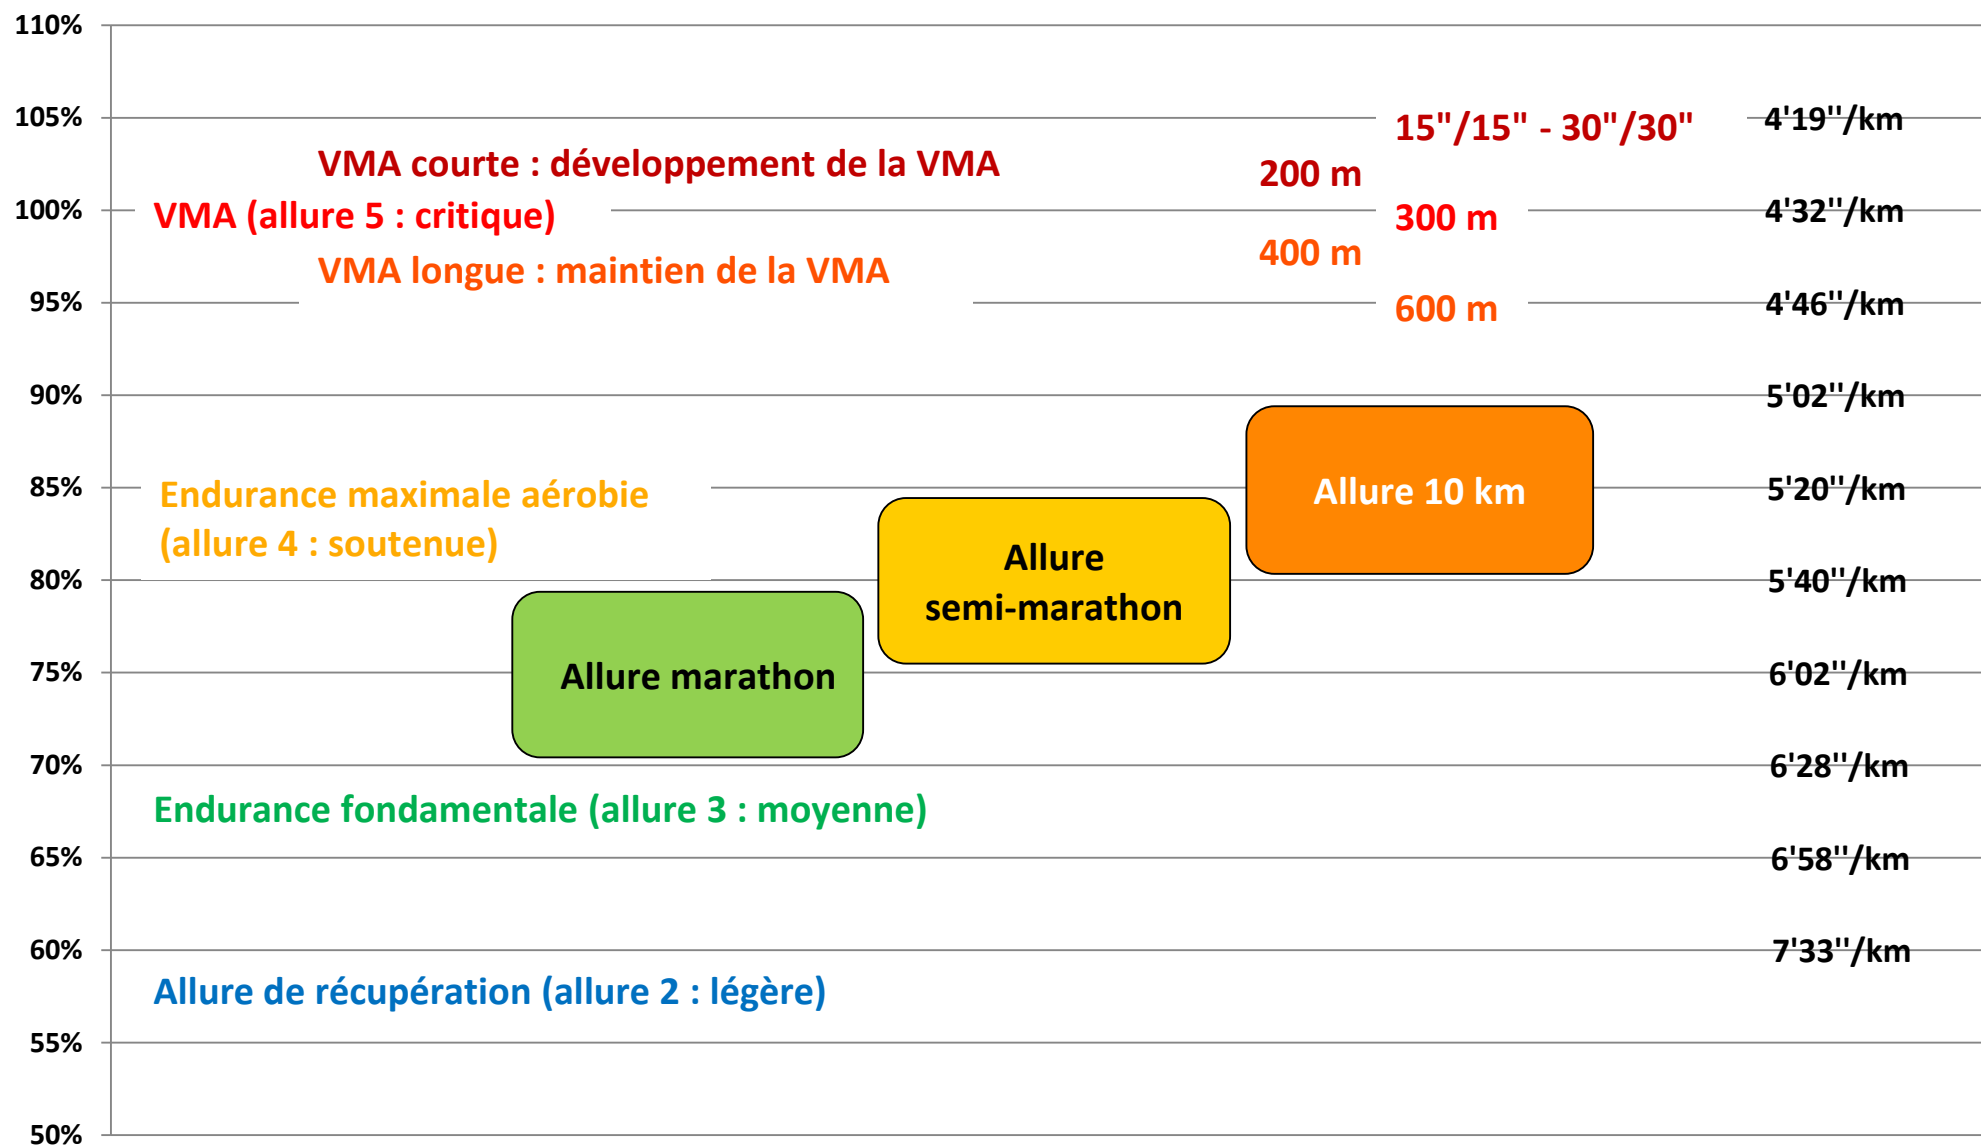 110%
105%
15"/15" - 30"/30"
4'19''/km
VMA courte : développement de la VMA
200 m
100%
VMA (allure 5 : critique)
300 m
4'32''/km
400 m
VMA longue : maintien de la VMA
95%
600 m
4'46''/km
90%
5'02''/km
85%
Endurance maximale aérobie
(allure 4 : soutenue)
Allure 10 km
5'20''/km
Allure
semi-marathon
80%
5'40''/km
75%
Allure marathon
6'02''/km
70%
6'28''/km
Endurance fondamentale (allure 3 : moyenne)
65%
6'58''/km
60%
7'33''/km
Allure de récupération (allure 2 : légère)
55%
50%